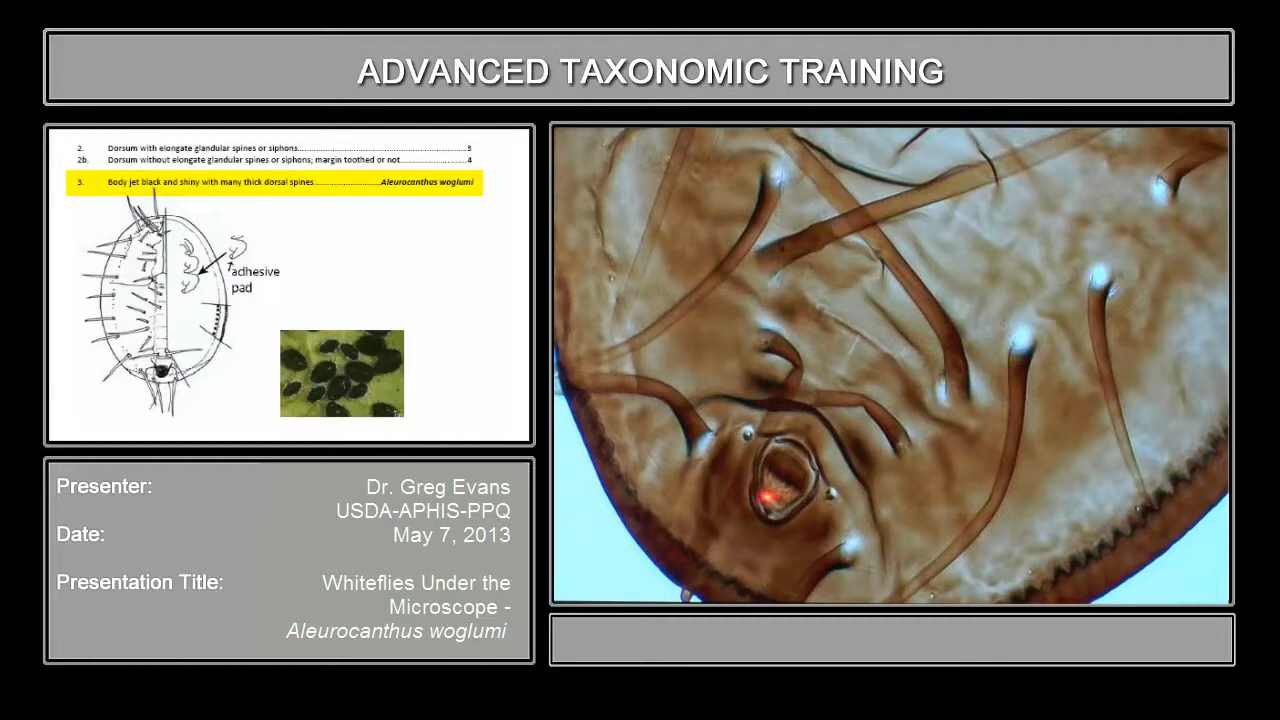 ADVANCED TAXONOMIC TRAINING
2. Dorsum with elongate glandular spines or siphons......................................................................3
2b. Dorsum without elongate glandular spines or siphons; margin toothed or not...........................4
3. Body jet black and shiny with many thick dorsal spines............................Aleurocanthus woglumi
adhesive
pad
Presenter: Dr. Greg Evans
USDA-APHIS-PPQ
Date: May 7, 2013
Presentation Title: Whiteflies Under the
Microscope -
Aleurocanthus woglumi